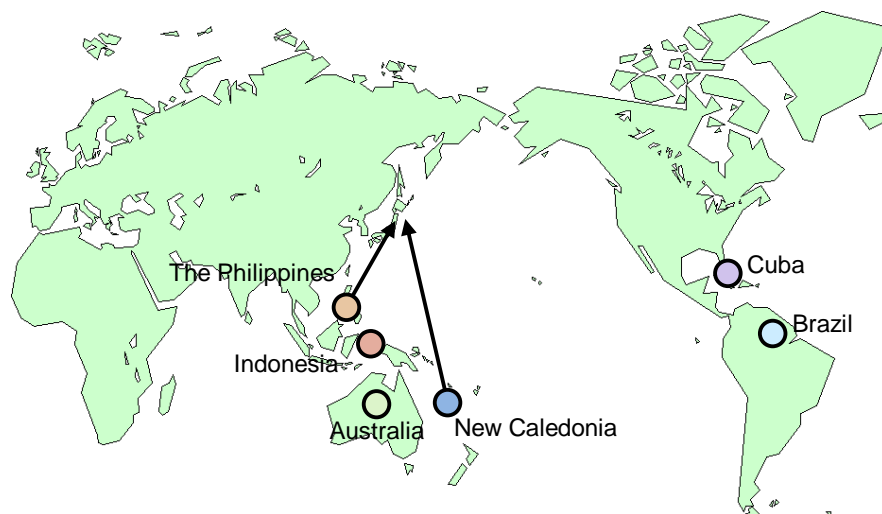 Cuba
The Philippines
Brazil
Indonesia
Australia
New Caledonia